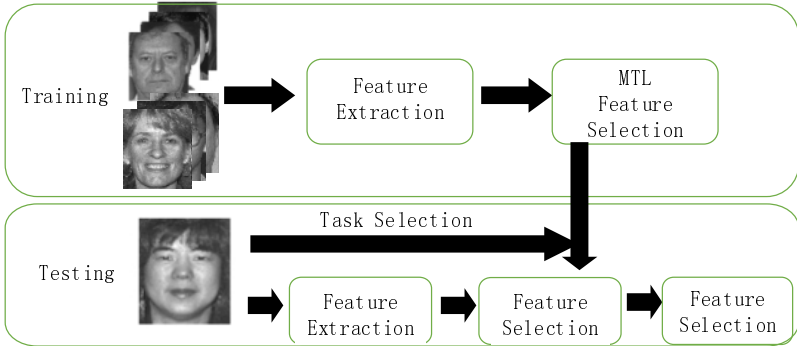 Training
Feature
Extraction
MTL
Feature
Selection
Task Selection
Testing
Feature
Extraction
Feature
Selection
Feature
Selection